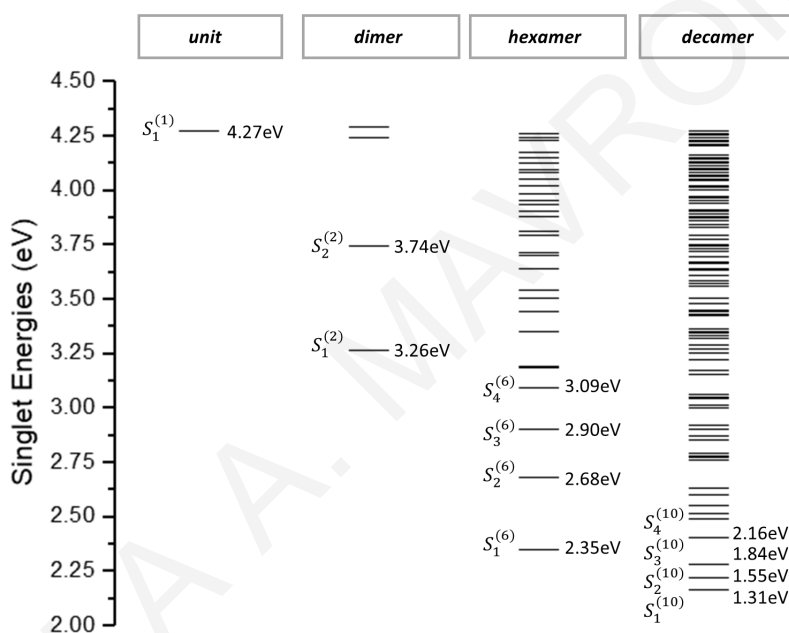 unit dimer hexamer decamer
Singlet Energies (eV)
4.50
4.25
4.00
3.75
3.50
3.25
3.00
2.75
2.50
2.25
2.00
S₁⁽¹⁾ 4.27eV
S₂⁽²⁾ 3.74eV
S₁⁽²⁾ 3.26eV
S₄⁽⁶⁾ 3.09eV
S₃⁽⁶⁾ 2.90eV
S₂⁽⁶⁾ 2.68eV
S₁⁽⁶⁾ 2.35eV
S₄⁽¹⁰⁾ 2.16eV
S₃⁽¹⁰⁾ 1.84eV
S₂⁽¹⁰⁾ 1.55eV
S₁⁽¹⁰⁾ 1.31eV
A A. MAVRO